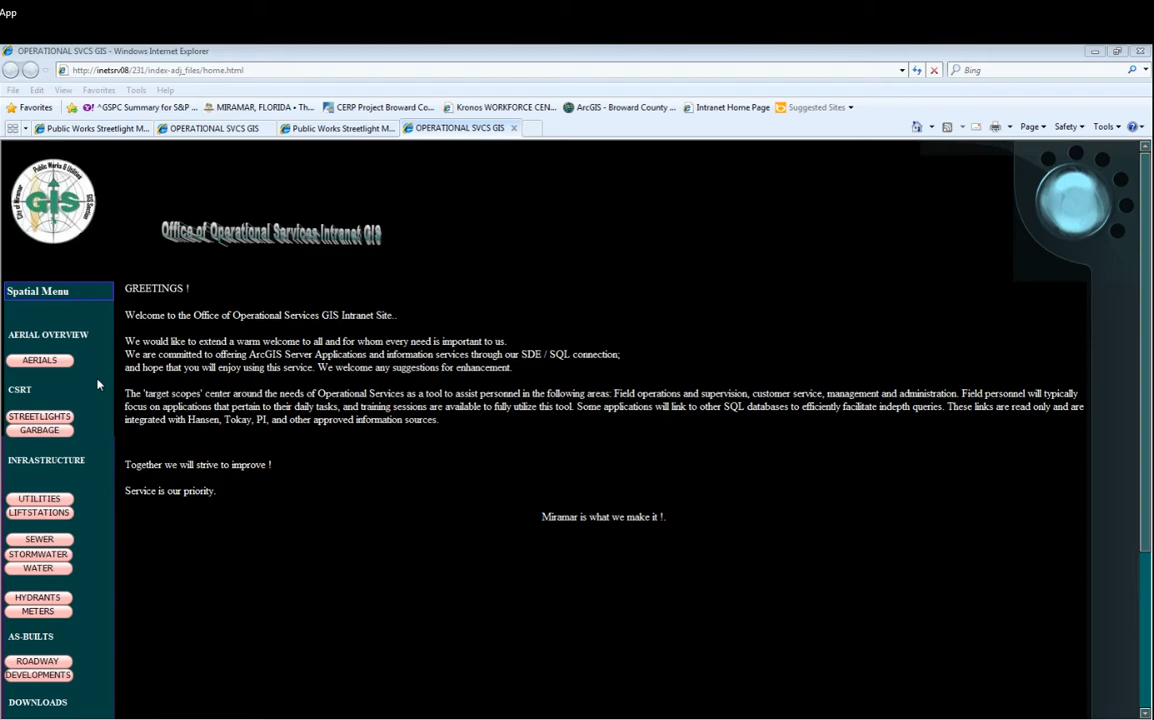 App
OPERATIONAL SVCS GIS - Windows Internet Explorer
http://inetsrv08/231/index-adj_files/home.html
Bing
File Edit View Favorites Tools Help
Favorites ^GSPC Summary for S&P ... MIRAMAR, FLORIDA • Th... CERP Project Broward Co... Kronos WORKFORCE CEN... ArcGIS - Broward County ... Intranet Home Page Suggested Sites
Public Works Streetlight M... OPERATIONAL SVCS GIS Public Works Streetlight M... OPERATIONAL SVCS GIS x Page Safety Tools
Public Works & Utilities
City of Miramar
GIS
GIS Section
Office of Operational Services Intranet GIS
Spatial Menu
AERIAL OVERVIEW
AERIALS
CSRT
STREETLIGHTS
GARBAGE
INFRASTRUCTURE
UTILITIES
LIFTSTATIONS
SEWER
STORMWATER
WATER
HYDRANTS
METERS
AS-BUILTS
ROADWAY
DEVELOPMENTS
DOWNLOADS
GREETINGS !
Welcome to the Office of Operational Services GIS Intranet Site..
We would like to extend a warm welcome to all and for whom every need is important to us.
We are committed to offering ArcGIS Server Applications and information services through our SDE / SQL connection;
and hope that you will enjoy using this service. We welcome any suggestions for enhancement.
The 'target scopes' center around the needs of Operational Services as a tool to assist personnel in the following areas: Field operations and supervision, customer service, management and administration. Field personnel will typically
focus on applications that pertain to their daily tasks, and training sessions are available to fully utilize this tool. Some applications will link to other SQL databases to efficiently facilitate indepth queries. These links are read only and are
integrated with Hansen, Tokay, PI, and other approved information sources.
Together we will strive to improve !
Service is our priority.
Miramar is what we make it !.